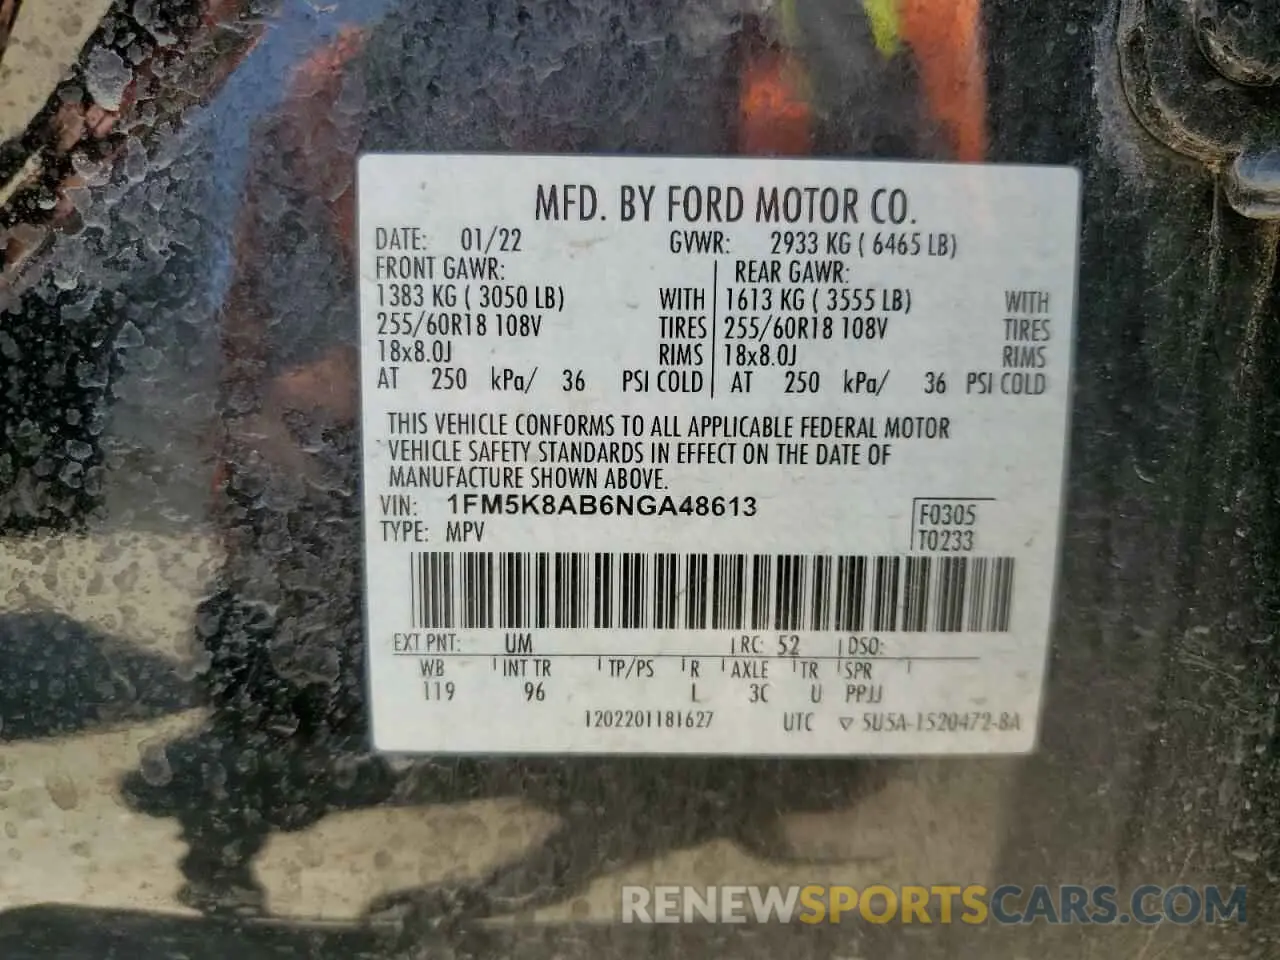 MFD. BY FORD MOTOR CO.
DATE: 01/22 GVWR: 2933 KG ( 6465 LB)
FRONT GAWR: REAR GAWR:
1383 KG ( 3050 LB) WITH 1613 KG ( 3555 LB) WITH
255/60R18 108V TIRES 255/60R18 108V TIRES
18x8.0J RIMS 18x8.0J RIMS
AT 250 kPa/ 36 PSI COLD AT 250 kPa/ 36 PSI COLD
THIS VEHICLE CONFORMS TO ALL APPLICABLE FEDERAL MOTOR
VEHICLE SAFETY STANDARDS IN EFFECT ON THE DATE OF
MANUFACTURE SHOWN ABOVE.
VIN: 1FM5K8AB6NGA48613 F0305
TYPE: MPV T0233
EXT PNT: UM RC: 52 DSO:
WB INT TR TP/PS R AXLE TR SPR
119 96 L 3C U PPJJ
1202201181627 UTC ▽ 5U5A-1520472-BA
RENEWSPORTSCARS.COM